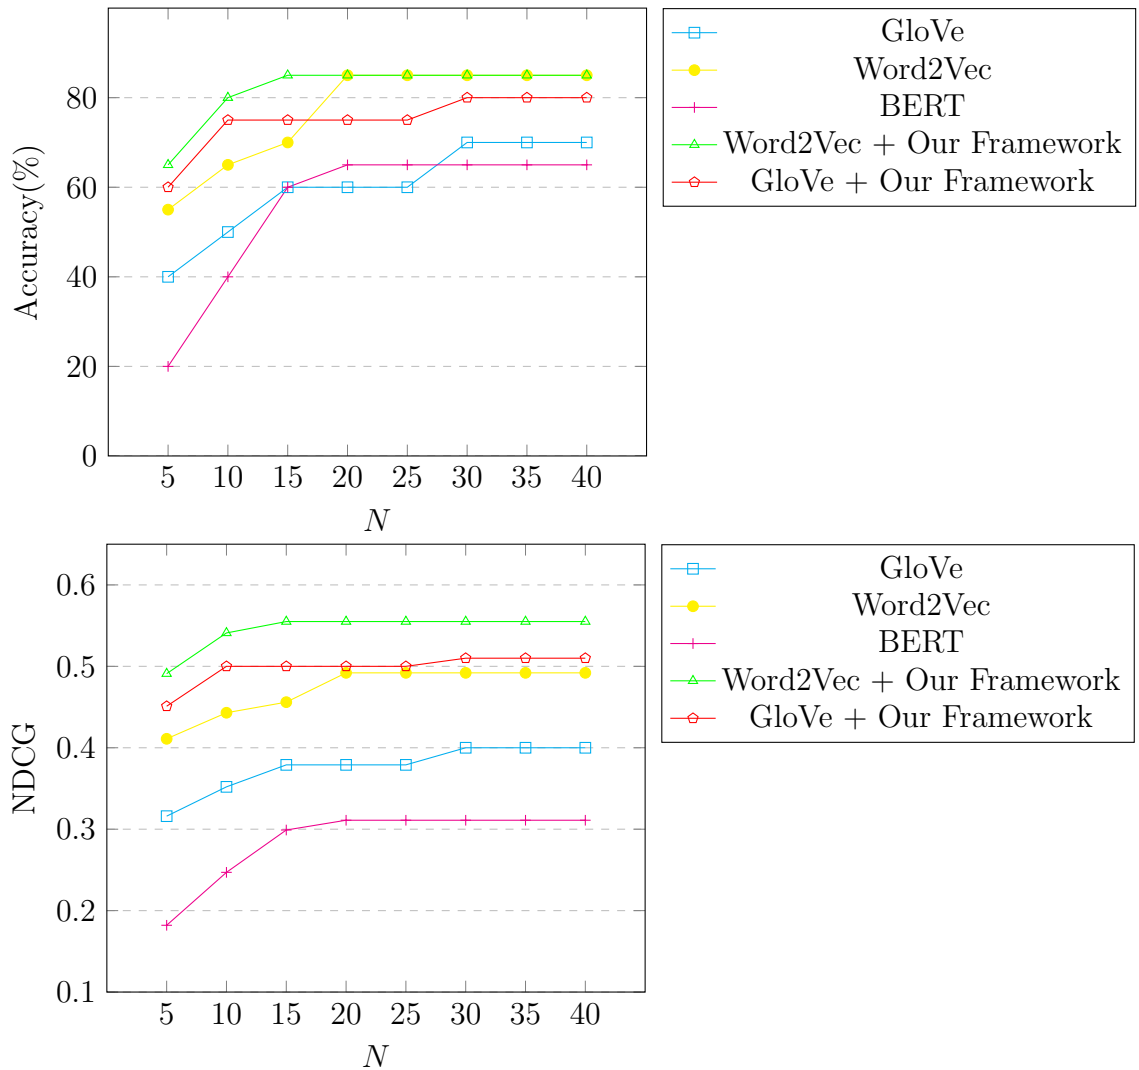 GloVe
Word2Vec
BERT
Word2Vec + Our Framework
GloVe + Our Framework
Accuracy(%)
80
60
40
20
0
5 10 15 20 25 30 35 40
N
GloVe
Word2Vec
BERT
Word2Vec + Our Framework
GloVe + Our Framework
NDCG
0.6
0.5
0.4
0.3
0.2
0.1
5 10 15 20 25 30 35 40
N